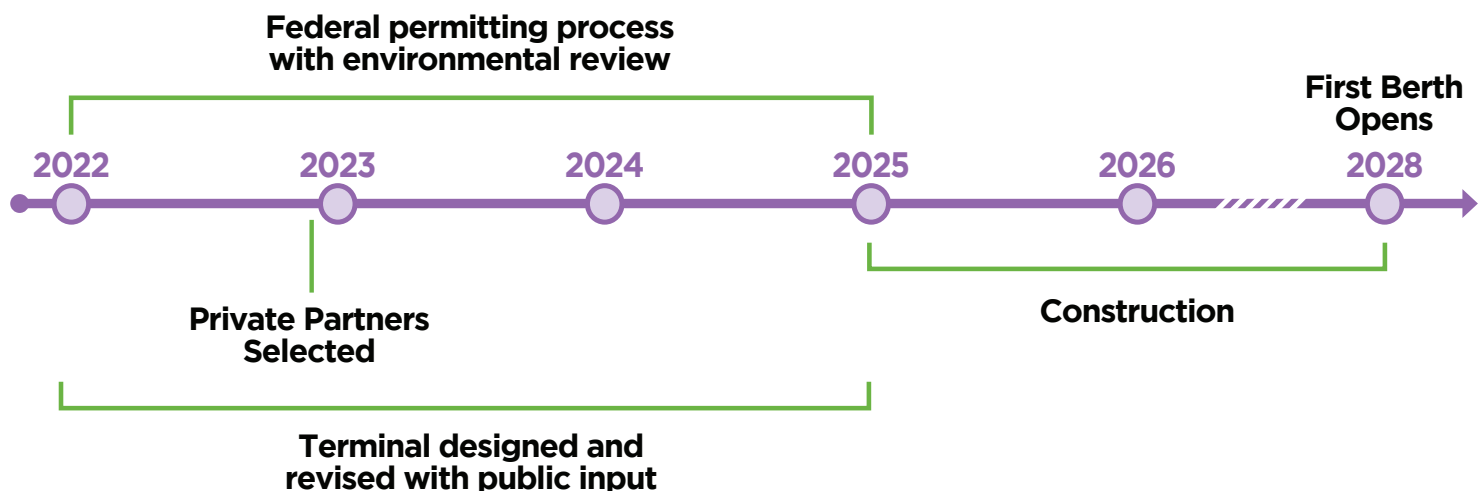 Federal permitting process
with environmental review
First Berth
Opens
2022
2023
2024
2025
2026
2028
Private Partners
Selected
Construction
Terminal designed and
revised with public input